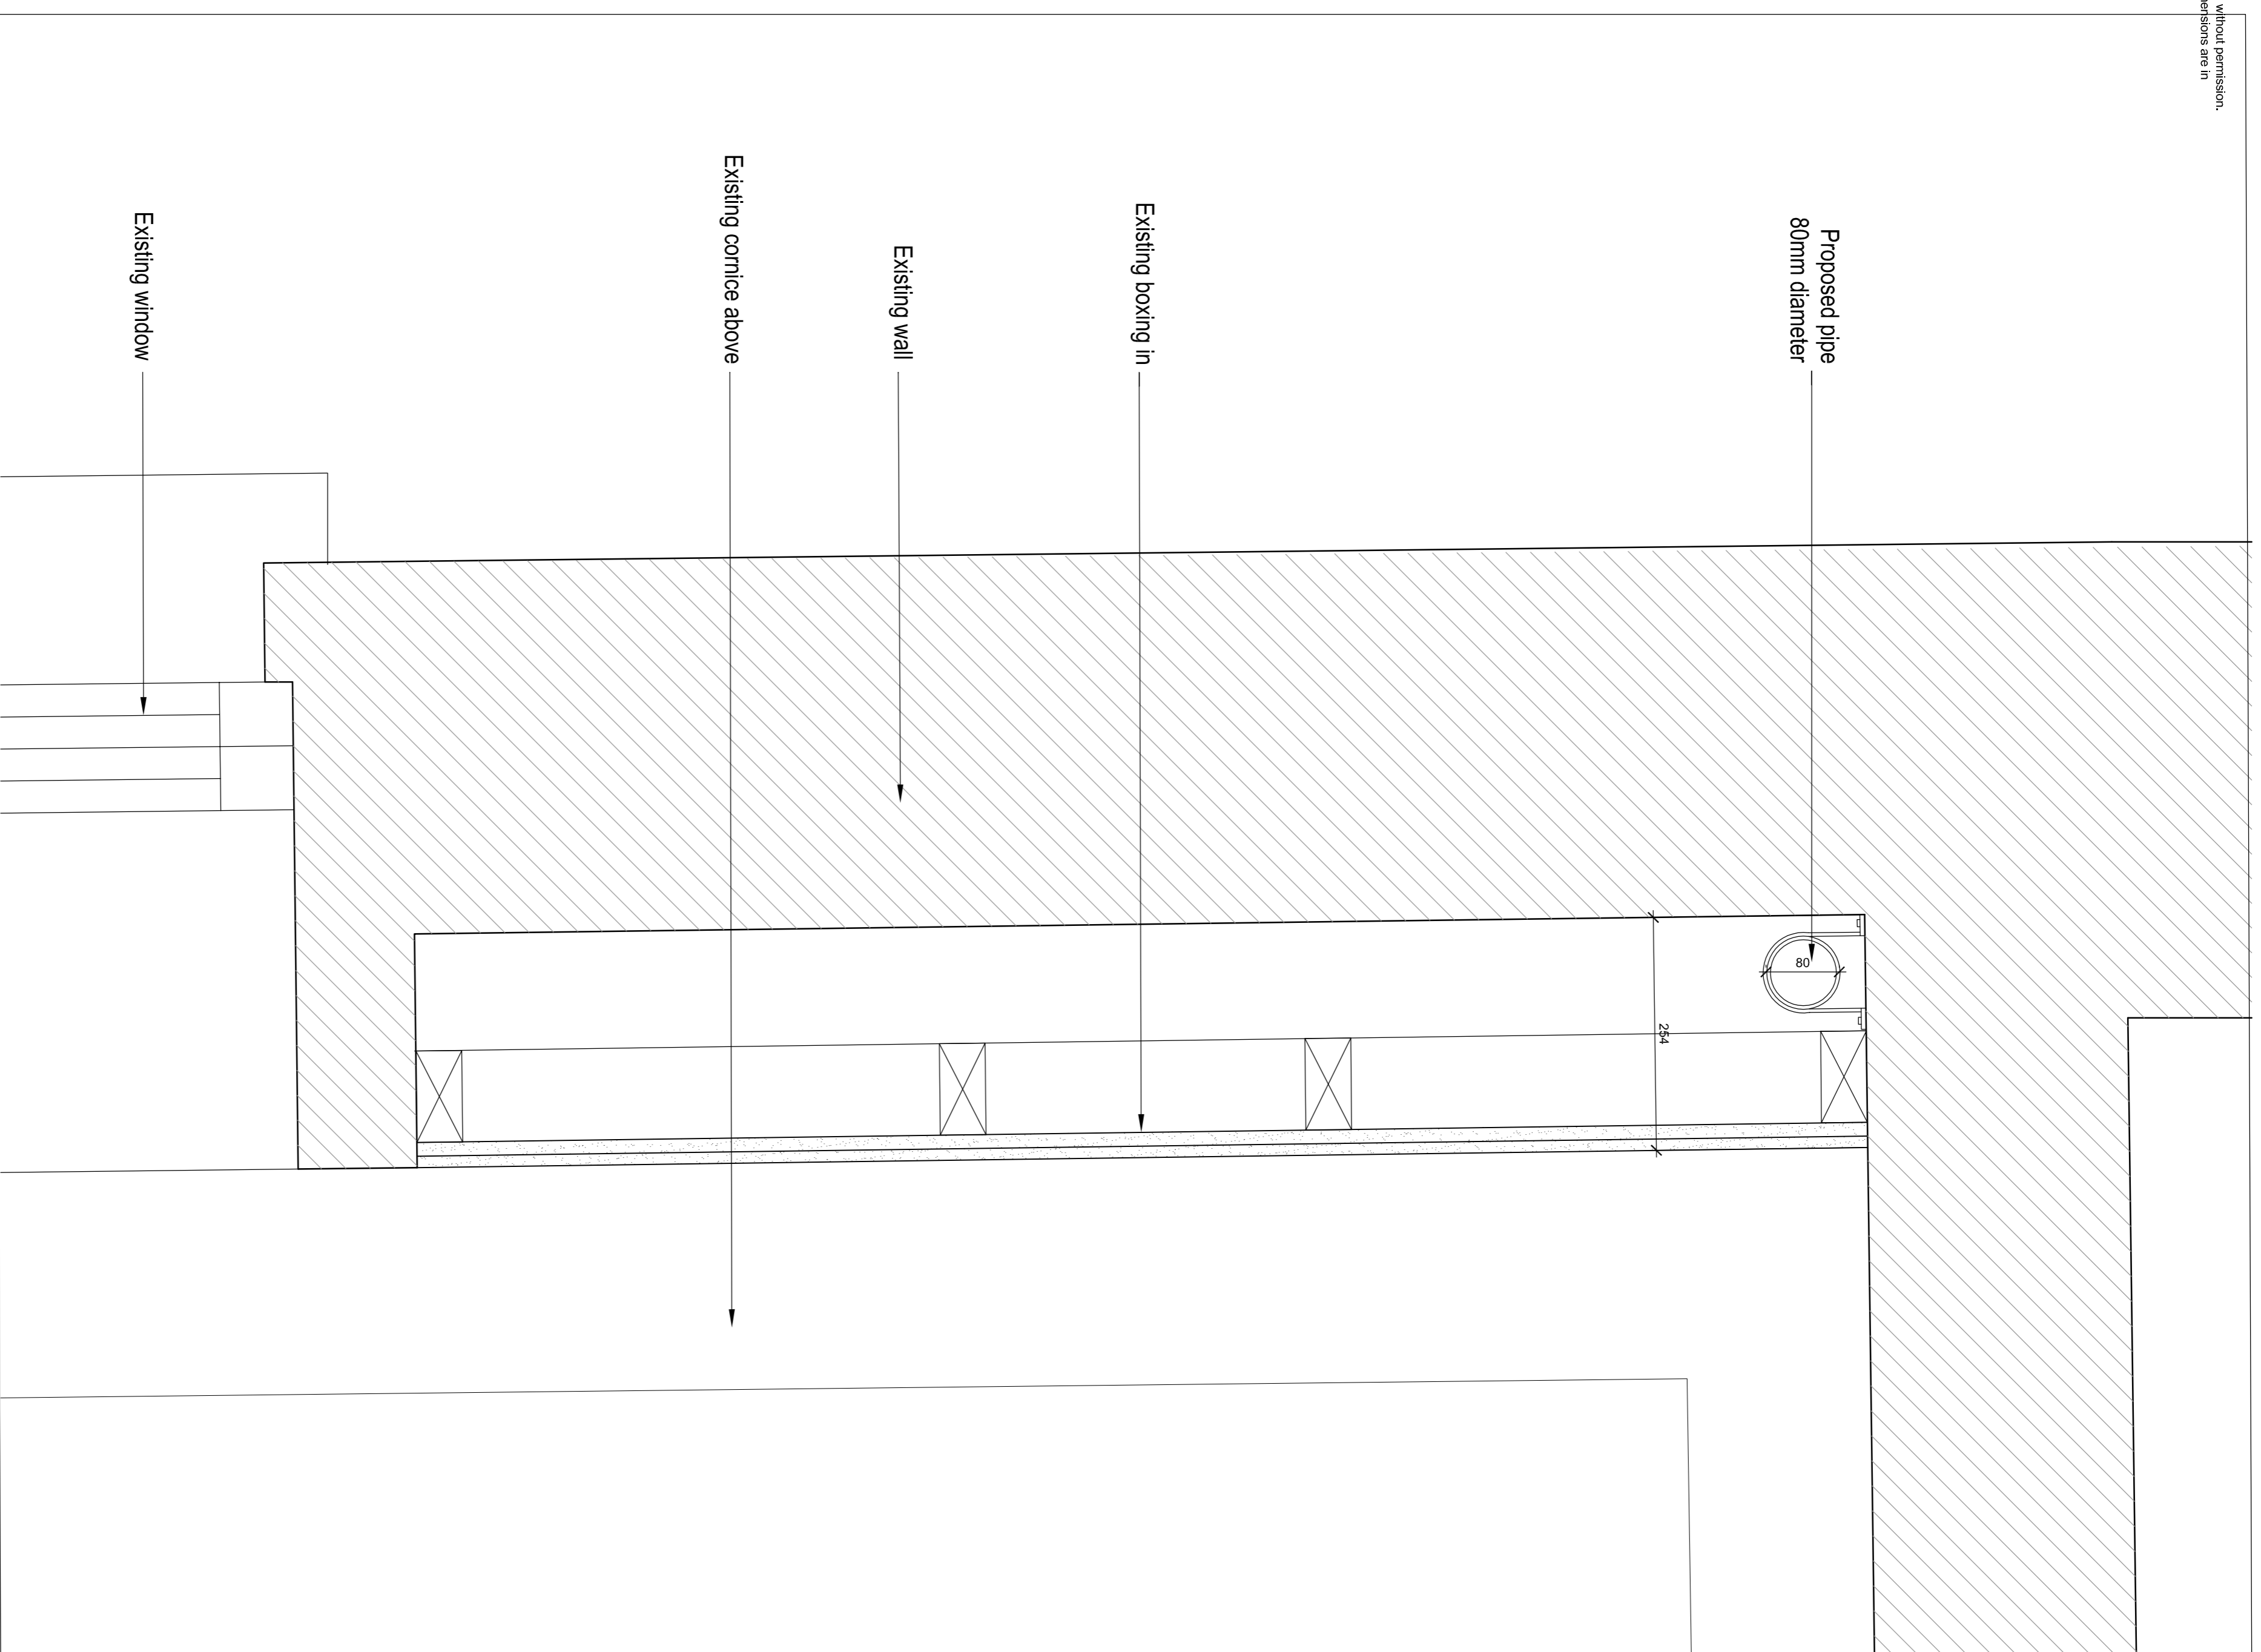 without permission.
are in
Proposed pipe
80mm diameter
Existing boxing in
Existing wall
Existing cornice above
Existing window
80
254